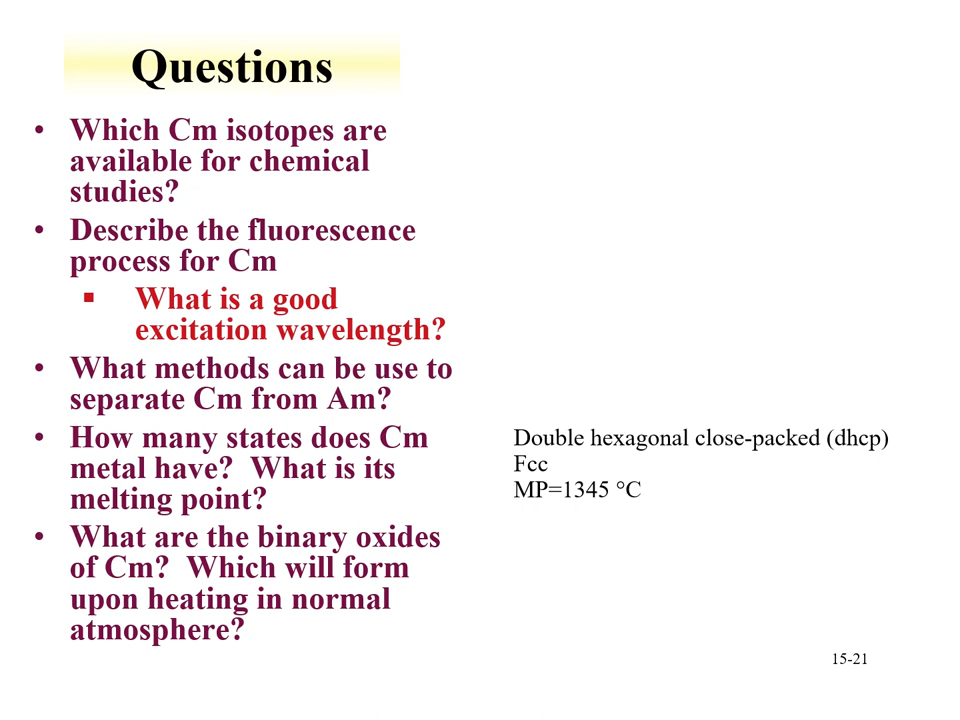 Questions
• Which Cm isotopes are
available for chemical
studies?
• Describe the fluorescence
process for Cm
▪ What is a good
excitation wavelength?
• What methods can be use to
separate Cm from Am?
• How many states does Cm
metal have?  What is its
melting point?
• What are the binary oxides
of Cm?  Which will form
upon heating in normal
atmosphere?
Double hexagonal close-packed (dhcp)
Fcc
MP=1345 °C
15-21